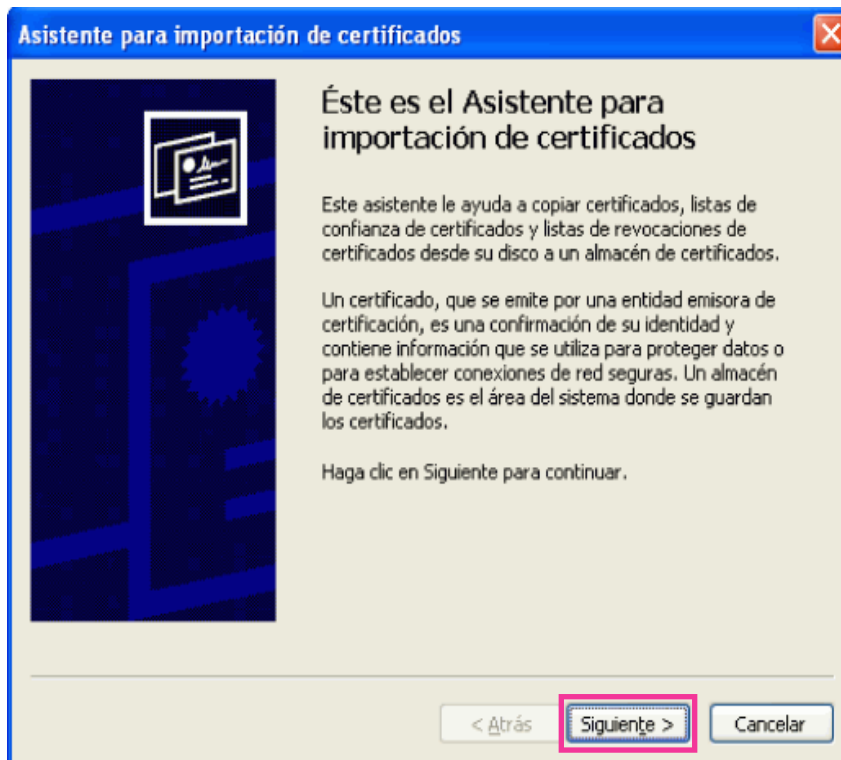 Asistente para importación de certificados
Éste es el Asistente para
importación de certificados
Este asistente le ayuda a copiar certificados, listas de
confianza de certificados y listas de revocaciones de
certificados desde su disco a un almacén de certificados.
Un certificado, que se emite por una entidad emisora de
certificación, es una confirmación de su identidad y
contiene información que se utiliza para proteger datos o
para establecer conexiones de red seguras. Un almacén
de certificados es el área del sistema donde se guardan
los certificados.
Haga clic en Siguiente para continuar.
< Atrás Siguiente > Cancelar